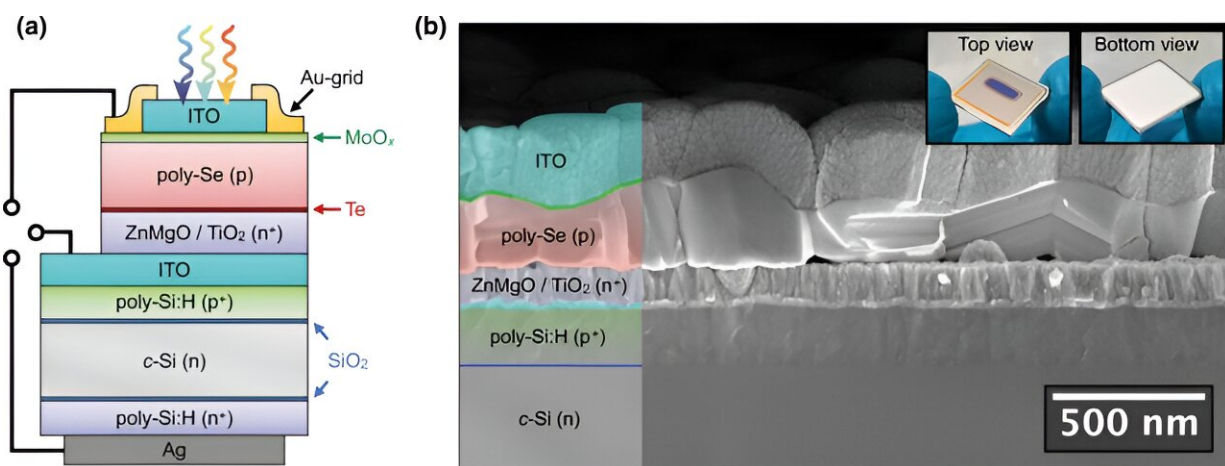 (a)
Au-grid
ITO
MoOₓ
poly-Se (p)
Te
ZnMgO / TiO₂ (n⁺)
ITO
poly-Si:H (p⁺)
c-Si (n)
SiO₂
poly-Si:H (n⁺)
Ag
(b)
Top view
Bottom view
ITO
poly-Se (p)
ZnMgO / TiO₂ (n⁺)
poly-Si:H (p⁺)
c-Si (n)
500 nm